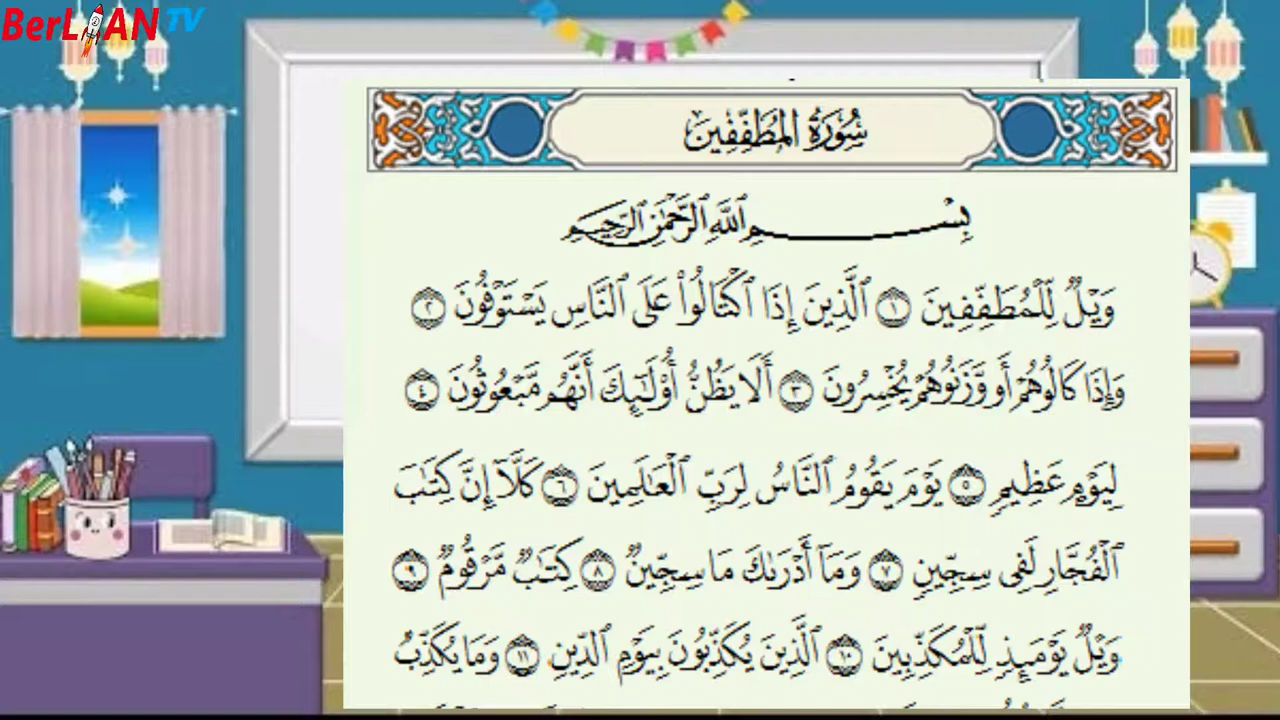 BerLIAN TV
سُورَةُ الْمُطَفِّفِينَ
بِسْمِ ٱللَّهِ ٱلرَّحْمَٰنِ ٱلرَّحِيمِ
وَيْلٌ لِّلْمُطَفِّفِينَ ١ ٱلَّذِينَ إِذَا ٱكْتَالُوا۟ عَلَى ٱلنَّاسِ يَسْتَوْفُونَ ٢
وَإِذَا كَالُوهُمْ أَو وَّزَنُوهُمْ يُخْسِرُونَ ٣ أَلَا يَظُنُّ أُو۟لَٰٓئِكَ أَنَّهُم مَّبْعُوثُونَ ٤
لِيَوْمٍ عَظِيمٍ ٥ يَوْمَ يَقُومُ ٱلنَّاسُ لِرَبِّ ٱلْعَٰلَمِينَ ٦ كَلَّآ إِنَّ كِتَٰبَ
ٱلْفُجَّارِ لَفِى سِجِّينٍ ٧ وَمَآ أَدْرَىٰكَ مَا سِجِّينٌ ٨ كِتَٰبٌ مَّرْقُومٌ ٩
وَيْلٌ يَوْمَئِذٍ لِّلْمُكَذِّبِينَ ١٠ ٱلَّذِينَ يُكَذِّبُونَ بِيَوْمِ ٱلدِّينِ ١١ وَمَا يُكَذِّبُ